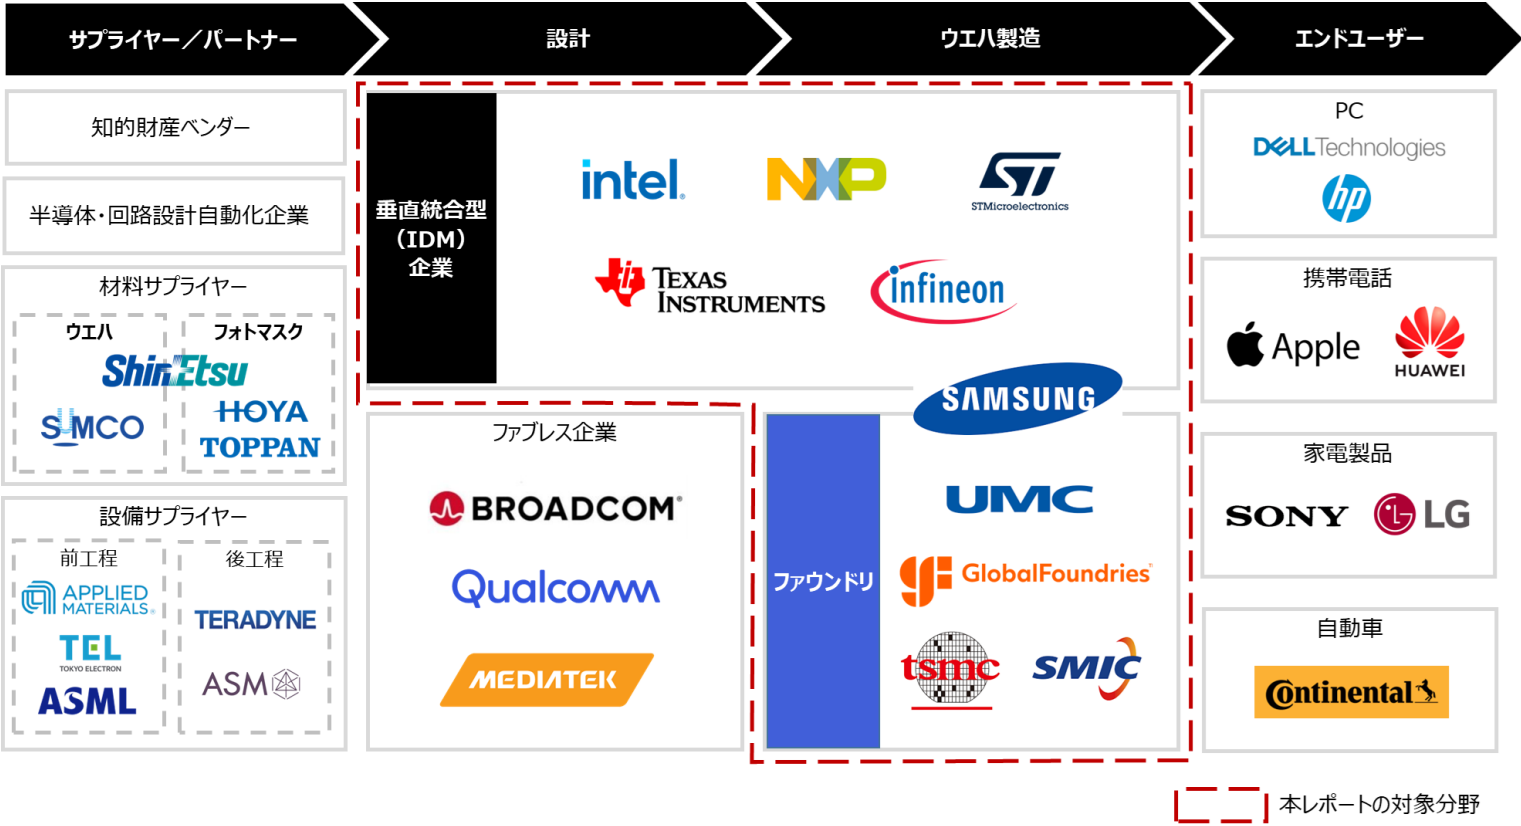 サプライヤー／パートナー
設計
ウエハ製造
エンドユーザー
知的財産ベンダー
半導体・回路設計自動化企業
材料サプライヤー
ウエハ
フォトマスク
ShinEtsu
SUMCO
HOYA
TOPPAN
設備サプライヤー
前工程
後工程
APPLIED
MATERIALS®
TEL
TOKYO ELECTRON
ASML
TERADYNE
ASM
垂直統合型
（IDM）
企業
intel®
NXP
ST
STMicroelectronics
TEXAS
INSTRUMENTS
infineon
SAMSUNG
ファブレス企業
BROADCOM®
Qualcomm
MEDIATEK
ファウンドリ
UMC
GF GlobalFoundries®
tsmc
SMIC
PC
DELL Technologies
hp
携帯電話
Apple
HUAWEI
家電製品
SONY
LG
自動車
Continental
本レポートの対象分野